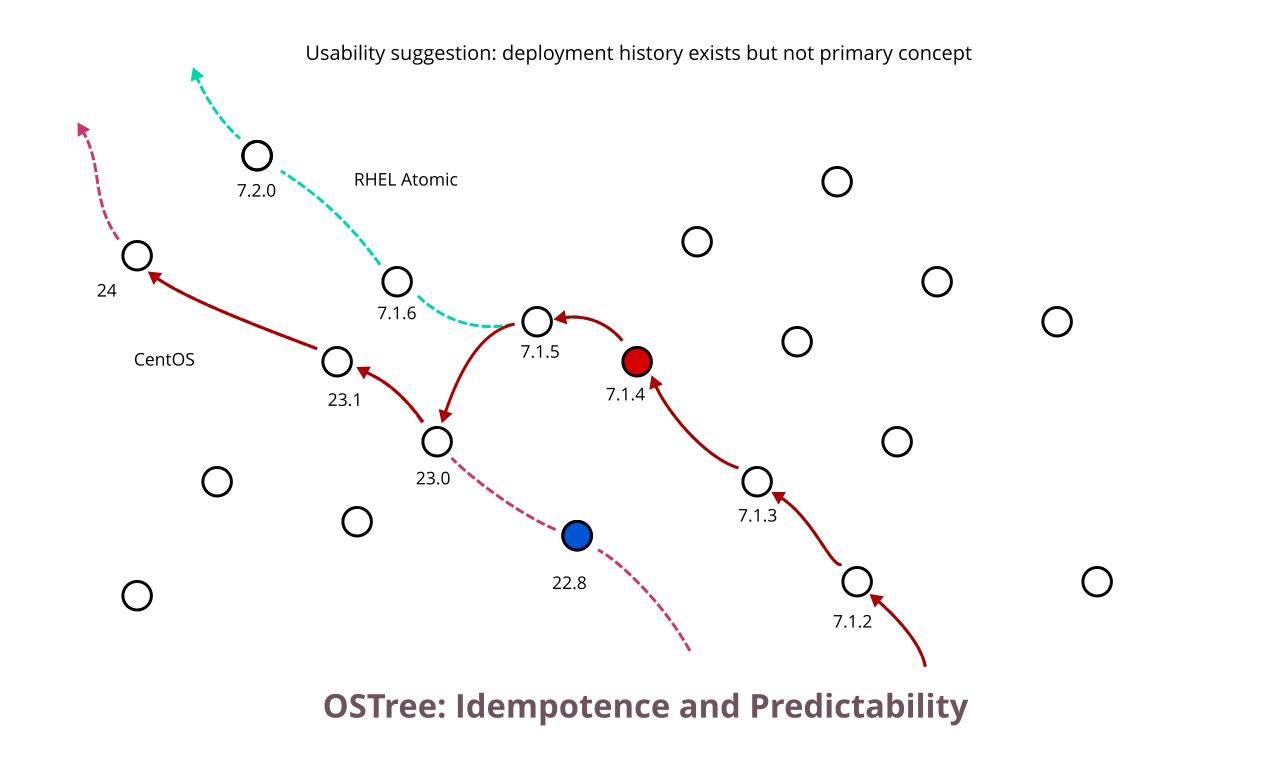 Usability suggestion: deployment history exists but not primary concept
7.2.0
RHEL Atomic
24
7.1.6
7.1.5
CentOS
23.1
7.1.4
23.0
7.1.3
22.8
7.1.2
OSTree: Idempotence and Predictability